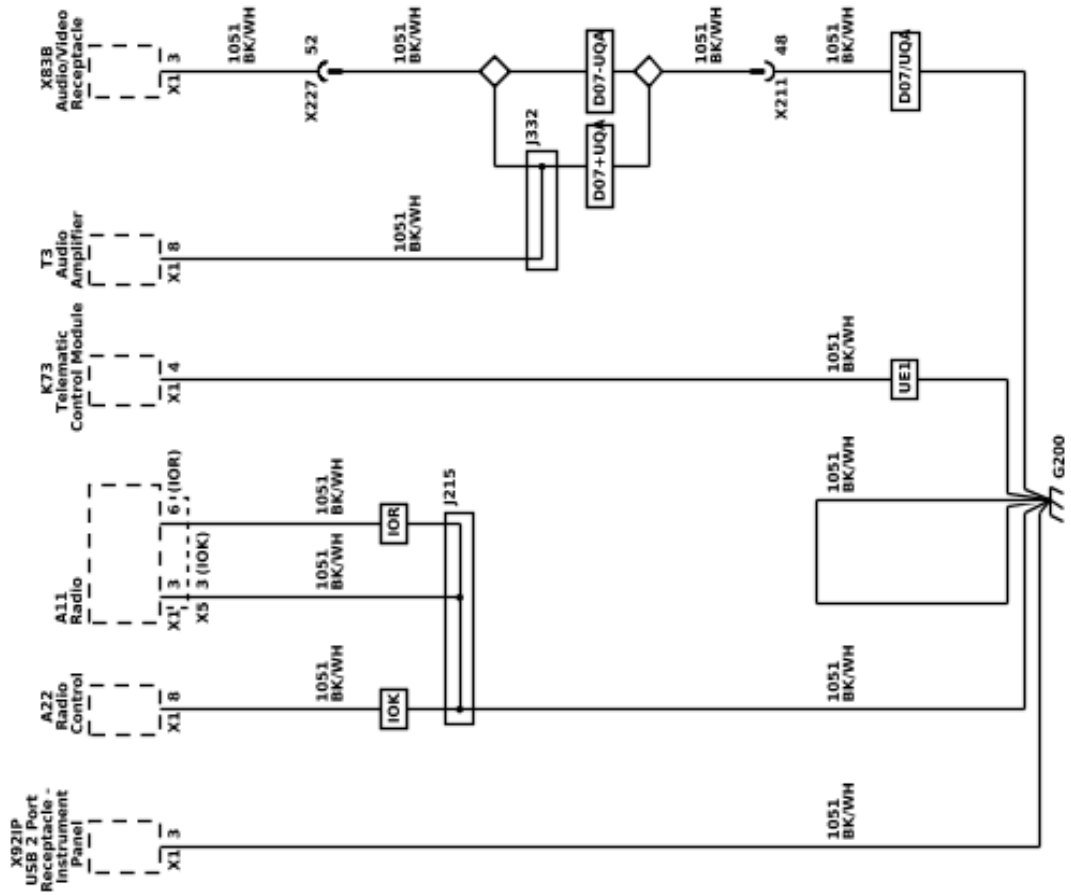 X83B
Audio/Video
Receptacle
X1 3
1051
BK/WH
52
X227
1051
BK/WH
D07-UQA
D07+UQA
J332
1051
BK/WH
48
X211
1051
BK/WH
D07/UQA
T3
Audio
Amplifier
X1 8
1051
BK/WH
K73
Telematic
Control Module
X1 4
1051
BK/WH
UE1
A11
Radio
6 (IOR)
X1 3
X5 3 (IOK)
1051
BK/WH
IOR
1051
BK/WH
J215
1051
BK/WH
A22
Radio
Control
X1 8
1051
BK/WH
IOK
1051
BK/WH
X92IP
USB 2 Port
Receptacle -
Instrument
Panel
X1 3
1051
BK/WH
G200